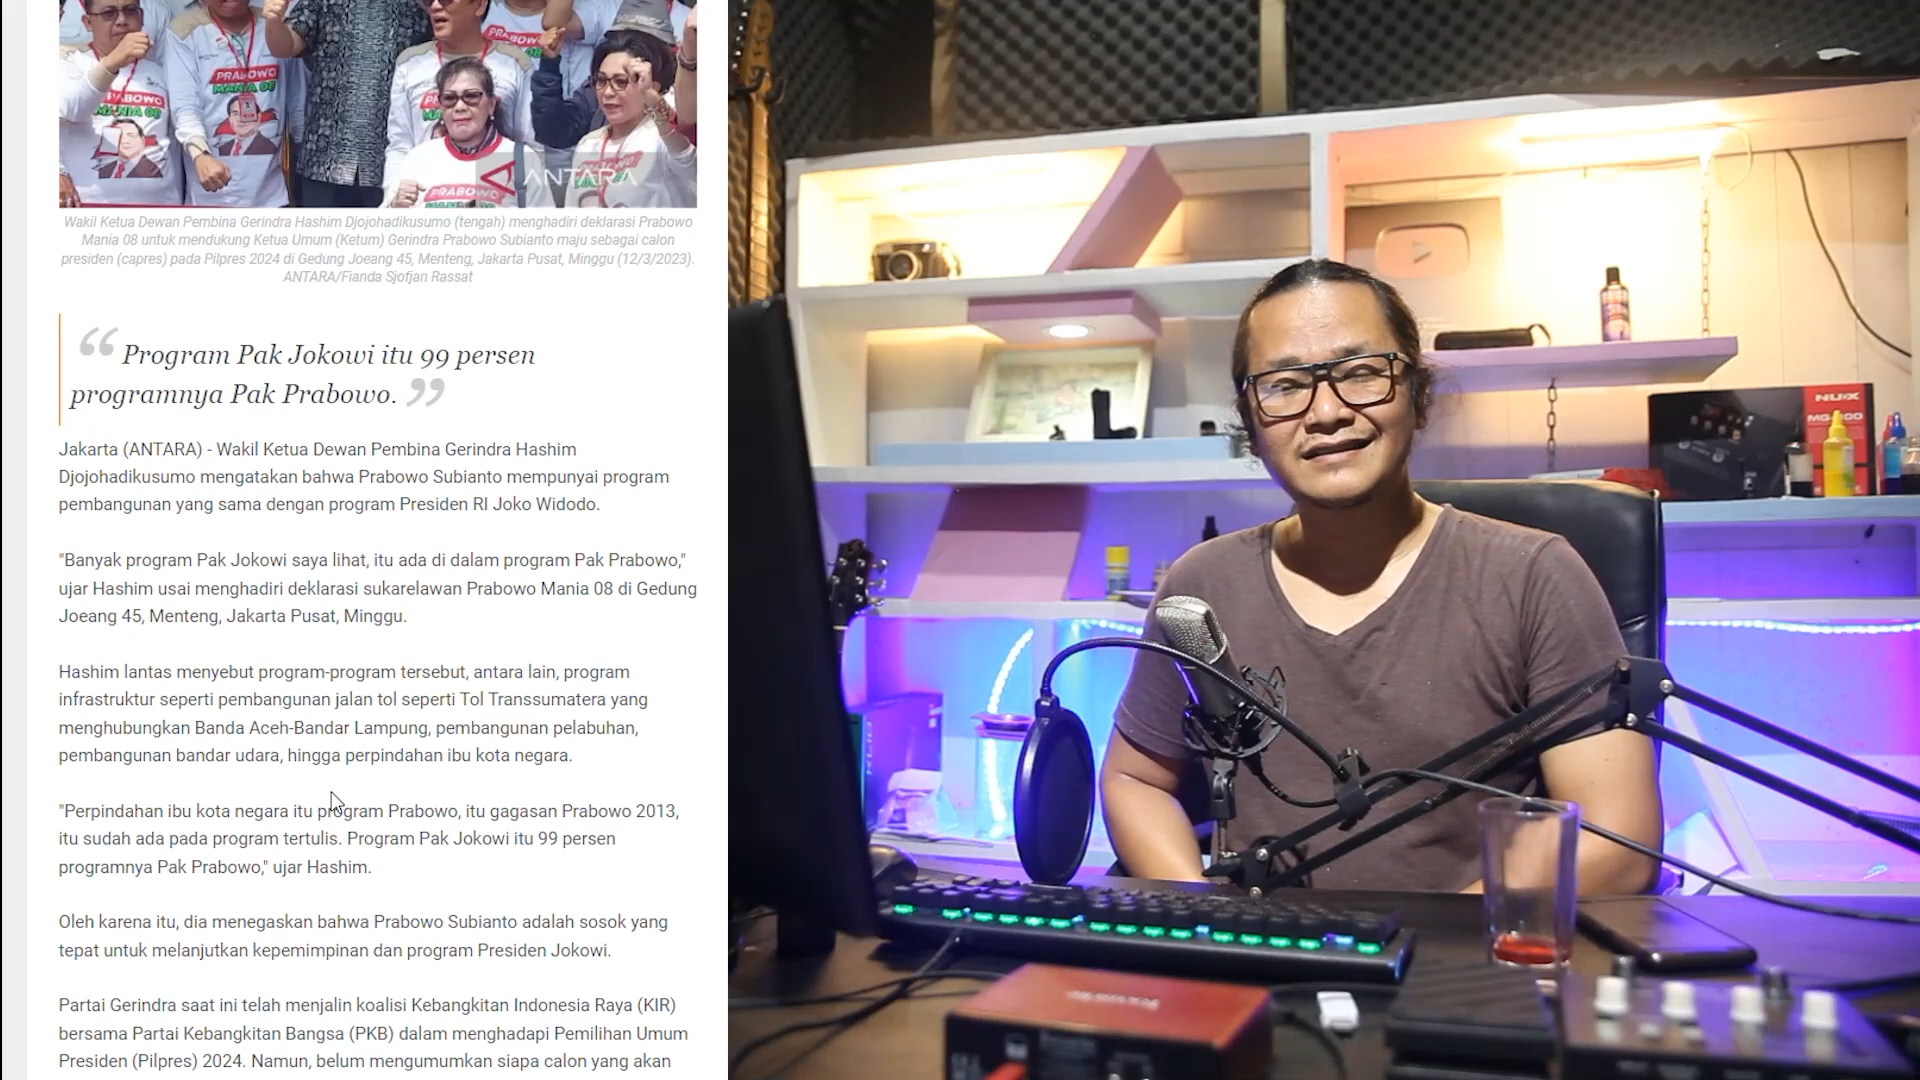 PRABOWO
MANIA 08
PRABOWO
MANIA 08
PRABOWO
08
PRABOWO
PRABOWO
ANTARA
Wakil Ketua Dewan Pembina Gerindra Hashim Djojohadikusumo (tengah) menghadiri deklarasi Prabowo
Mania 08 untuk mendukung Ketua Umum (Ketum) Gerindra Prabowo Subianto maju sebagai calon
presiden (capres) pada Pilpres 2024 di Gedung Joeang 45, Menteng, Jakarta Pusat, Minggu (12/3/2023).
ANTARA/Fianda Sjofjan Rassat
“ Program Pak Jokowi itu 99 persen
programnya Pak Prabowo. ”
Jakarta (ANTARA) - Wakil Ketua Dewan Pembina Gerindra Hashim
Djojohadikusumo mengatakan bahwa Prabowo Subianto mempunyai program
pembangunan yang sama dengan program Presiden RI Joko Widodo.
"Banyak program Pak Jokowi saya lihat, itu ada di dalam program Pak Prabowo,"
ujar Hashim usai menghadiri deklarasi sukarelawan Prabowo Mania 08 di Gedung
Joeang 45, Menteng, Jakarta Pusat, Minggu.
Hashim lantas menyebut program-program tersebut, antara lain, program
infrastruktur seperti pembangunan jalan tol seperti Tol Transsumatera yang
menghubungkan Banda Aceh-Bandar Lampung, pembangunan pelabuhan,
pembangunan bandar udara, hingga perpindahan ibu kota negara.
"Perpindahan ibu kota negara itu program Prabowo, itu gagasan Prabowo 2013,
itu sudah ada pada program tertulis. Program Pak Jokowi itu 99 persen
programnya Pak Prabowo," ujar Hashim.
Oleh karena itu, dia menegaskan bahwa Prabowo Subianto adalah sosok yang
tepat untuk melanjutkan kepemimpinan dan program Presiden Jokowi.
Partai Gerindra saat ini telah menjalin koalisi Kebangkitan Indonesia Raya (KIR)
bersama Partai Kebangkitan Bangsa (PKB) dalam menghadapi Pemilihan Umum
Presiden (Pilpres) 2024. Namun, belum mengumumkan siapa calon yang akan
NUX